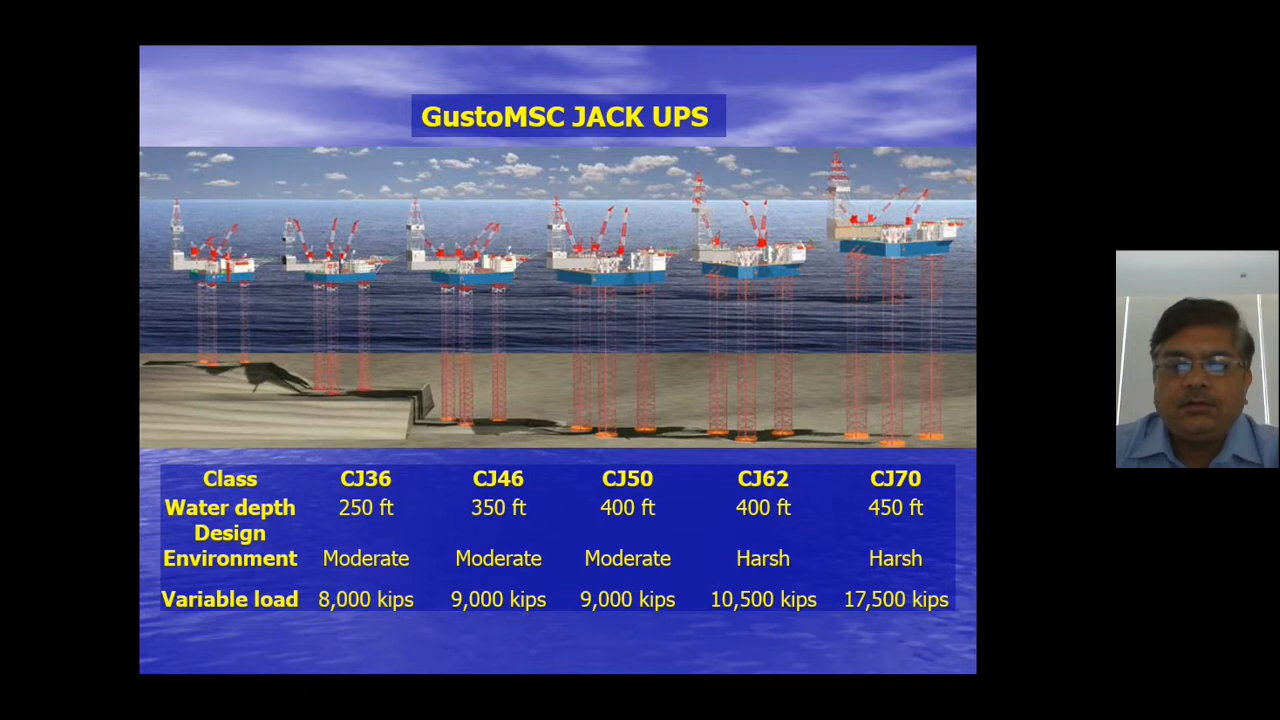 GustoMSC JACK UPS
Class CJ36 CJ46 CJ50 CJ62 CJ70
Water depth 250 ft 350 ft 400 ft 400 ft 450 ft
Design
Environment Moderate Moderate Moderate Harsh Harsh
Variable load 8,000 kips 9,000 kips 9,000 kips 10,500 kips 17,500 kips